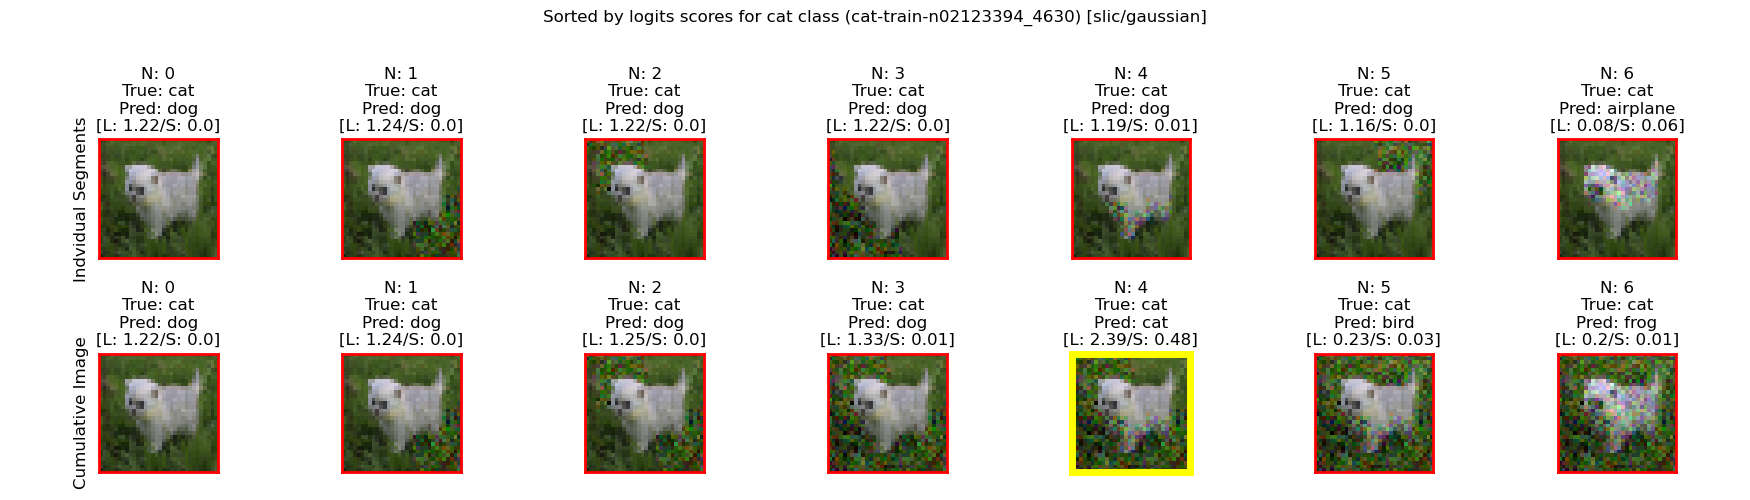 Sorted by logits scores for cat class (cat-train-n02123394_4630) [slic/gaussian]
Indvidual Segments
N: 0
True: cat
Pred: dog
[L: 1.22/S: 0.0]
N: 1
True: cat
Pred: dog
[L: 1.24/S: 0.0]
N: 2
True: cat
Pred: dog
[L: 1.22/S: 0.0]
N: 3
True: cat
Pred: dog
[L: 1.22/S: 0.0]
N: 4
True: cat
Pred: dog
[L: 1.19/S: 0.01]
N: 5
True: cat
Pred: dog
[L: 1.16/S: 0.0]
N: 6
True: cat
Pred: airplane
[L: 0.08/S: 0.06]
Cumulative Image
N: 0
True: cat
Pred: dog
[L: 1.22/S: 0.0]
N: 1
True: cat
Pred: dog
[L: 1.24/S: 0.0]
N: 2
True: cat
Pred: dog
[L: 1.25/S: 0.0]
N: 3
True: cat
Pred: dog
[L: 1.33/S: 0.01]
N: 4
True: cat
Pred: cat
[L: 2.39/S: 0.48]
N: 5
True: cat
Pred: bird
[L: 0.23/S: 0.03]
N: 6
True: cat
Pred: frog
[L: 0.2/S: 0.01]